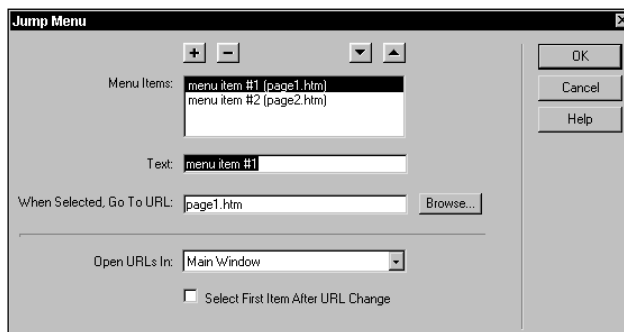 Jump Menu
Menu Items:
menu item #1 (page1.htm)
menu item #2 (page2.htm)
Text:
menu item #1
When Selected, Go To URL:
page1.htm
Browse...
Open URLs In:
Main Window
Select First Item After URL Change
OK
Cancel
Help